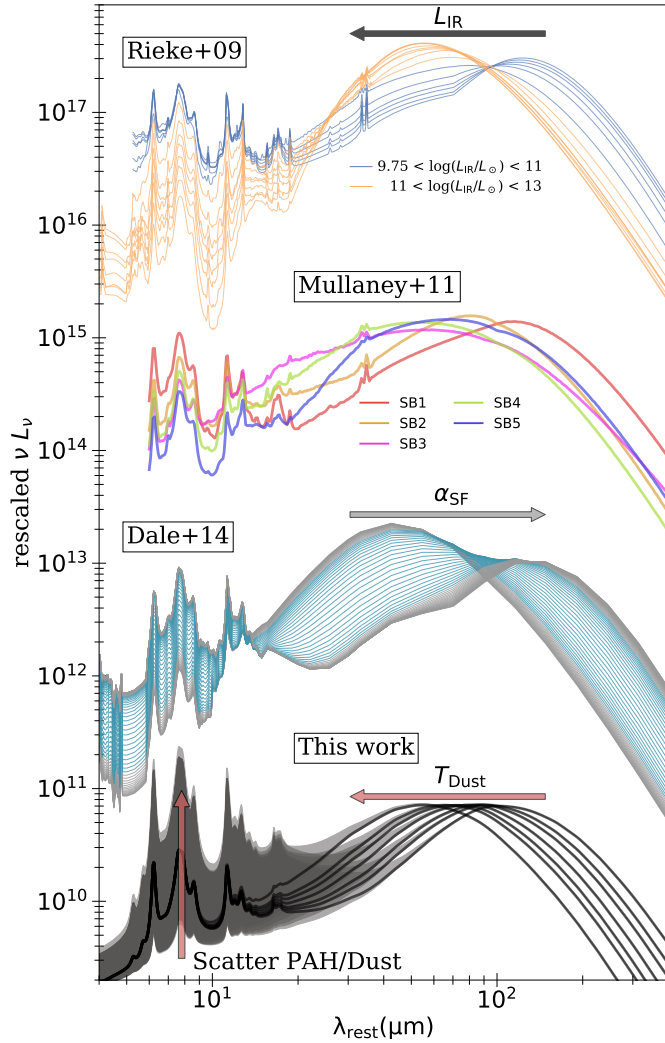 L_IR
Rieke+09
10^17
9.75 < log(L_IR/L_⊙) < 11
11 < log(L_IR/L_⊙) < 13
10^16
Mullaney+11
10^15
SB1 SB4
SB2 SB5
SB3
10^14
rescaled ν L_ν
α_SF
Dale+14
10^13
10^12
This work
10^11
T_Dust
10^10
Scatter PAH/Dust
10^1 10^2
λ_rest(μm)